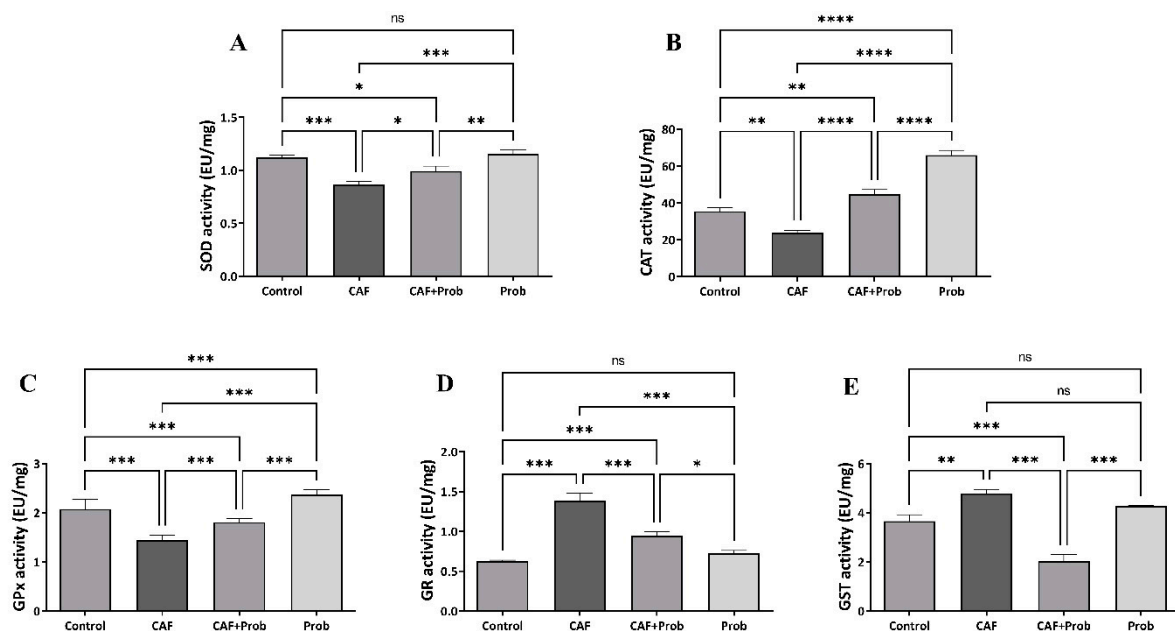 A
ns
***
*
***
*
**
SOD activity (EU/mg)
1.5
1.0
0.5
0.0
Control
CAF
CAF+Prob
Prob
B
****
****
**
**
****
****
CAT activity (EU/mg)
80
60
40
20
0
Control
CAF
CAF+Prob
Prob
C
***
***
***
***
***
***
GPx activity (EU/mg)
3
2
1
0
Control
CAF
CAF+Prob
Prob
D
ns
***
***
***
***
*
GR activity (EU/mg)
2.0
1.5
1.0
0.5
0.0
Control
CAF
CAF+Prob
Prob
E
ns
ns
***
**
***
***
GST activity (EU/mg)
6
4
2
0
Control
CAF
CAF+Prob
Prob